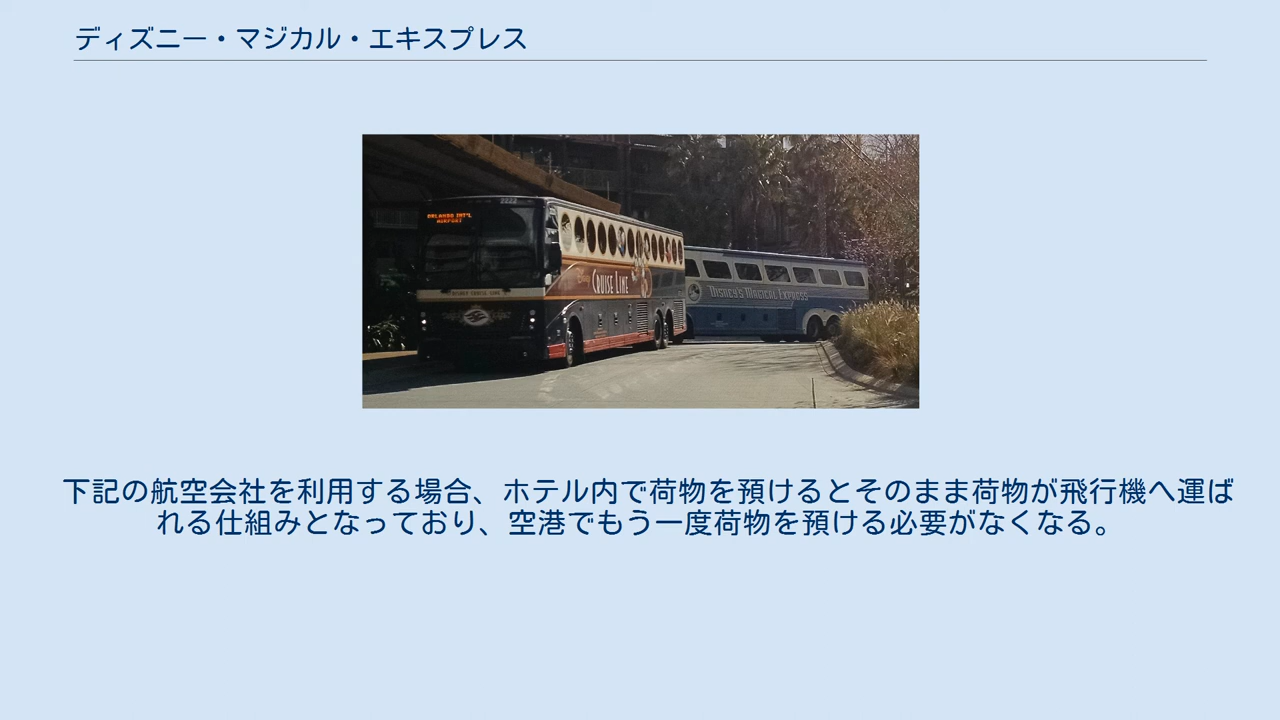 ディズニー・マジカル・エキスプレス
ORLANDO INT'L
AIRPORT
2222
CRUISE LINE
DISNEY CRUISE LINE
DISNEY'S MAGICAL EXPRESS
下記の航空会社を利用する場合、ホテル内で荷物を預けるとそのまま荷物が飛行機へ運ば
れる仕組みとなっており、空港でもう一度荷物を預ける必要がなくなる。